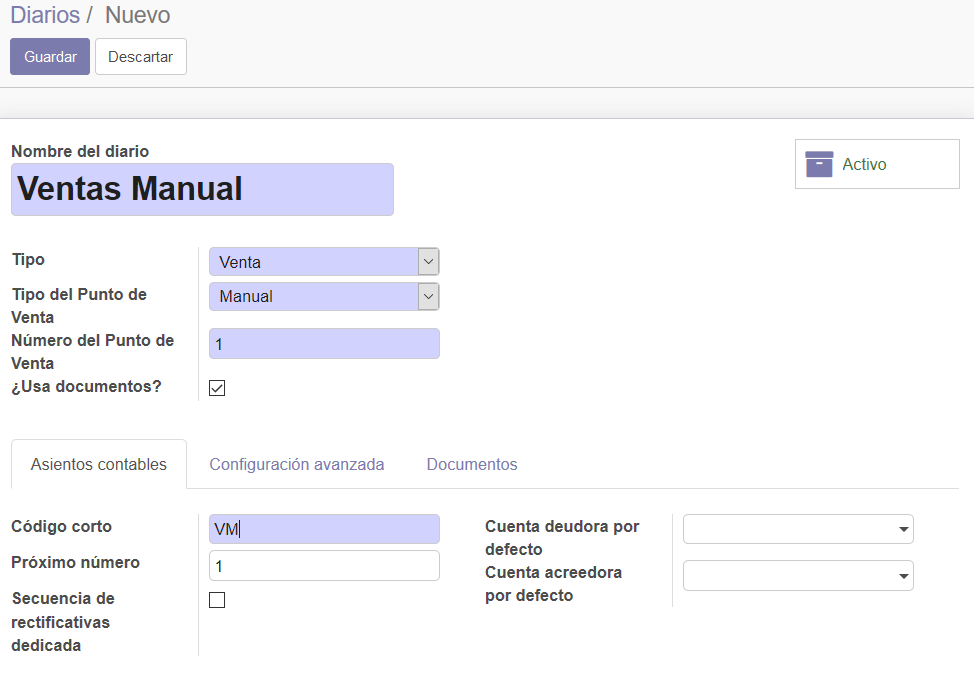 Diarios / Nuevo
Guardar Descartar
Nombre del diario
Ventas Manual
Activo
Tipo
Venta
Tipo del Punto de
Venta
Manual
Número del Punto de
Venta
1
¿Usa documentos?
Asientos contables Configuración avanzada Documentos
Código corto
VM
Próximo número
1
Secuencia de
rectificativas
dedicada
Cuenta deudora por
defecto
Cuenta acreedora
por defecto